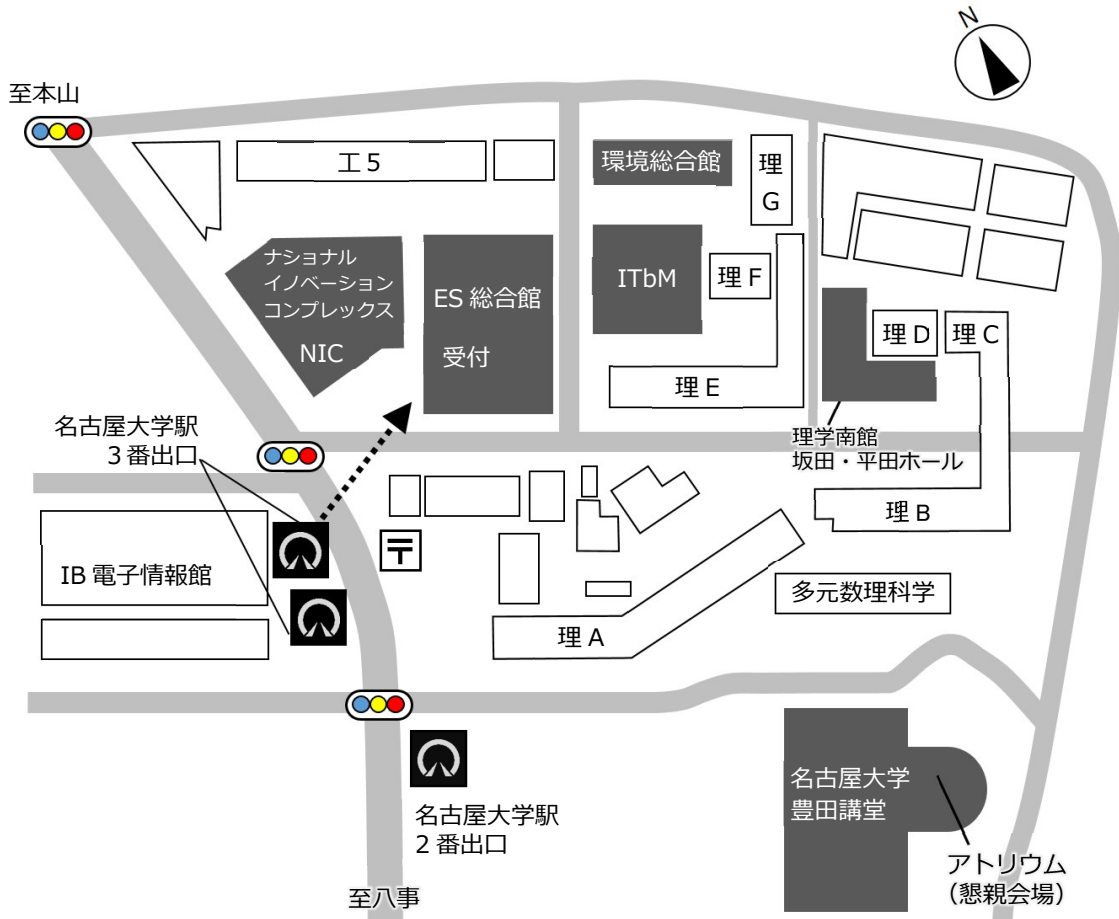 N
至本山
工5
環境総合館
理
G
ナショナル
イノベーション
コンプレックス
NIC
ES 総合館
受付
ITbM
理 F
理 D
理 C
理 E
名古屋大学駅
3番出口
理学南館
坂田・平田ホール
理 B
〒
IB 電子情報館
多元数理科学
理 A
名古屋大学
豊田講堂
名古屋大学駅
2番出口
アトリウム
(懇親会場)
至八事